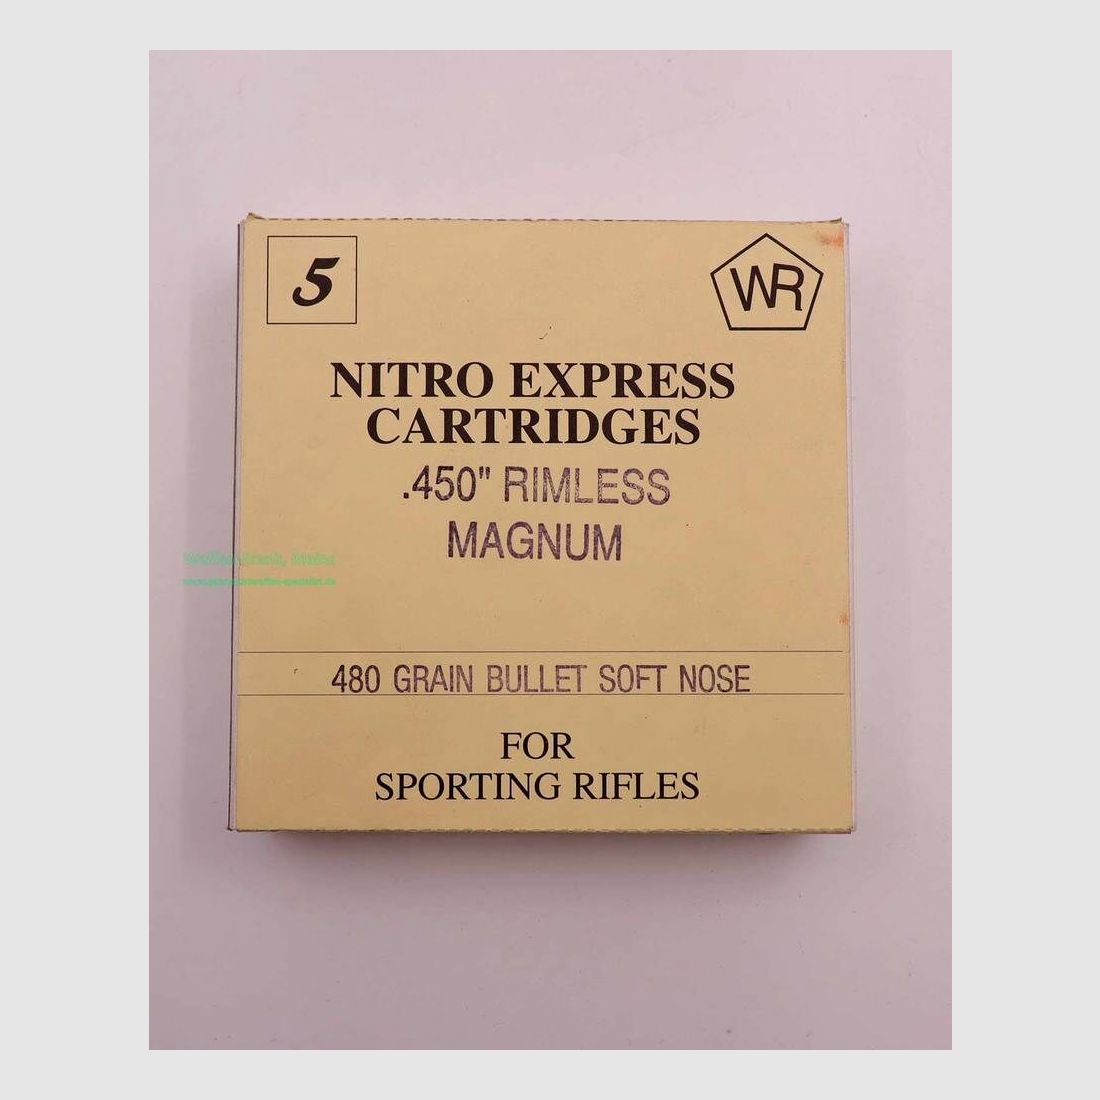 5
WR
NITRO EXPRESS
CARTRIDGES
.450" RIMLESS
MAGNUM
480 GRAIN BULLET SOFT NOSE
FOR
SPORTING RIFLES